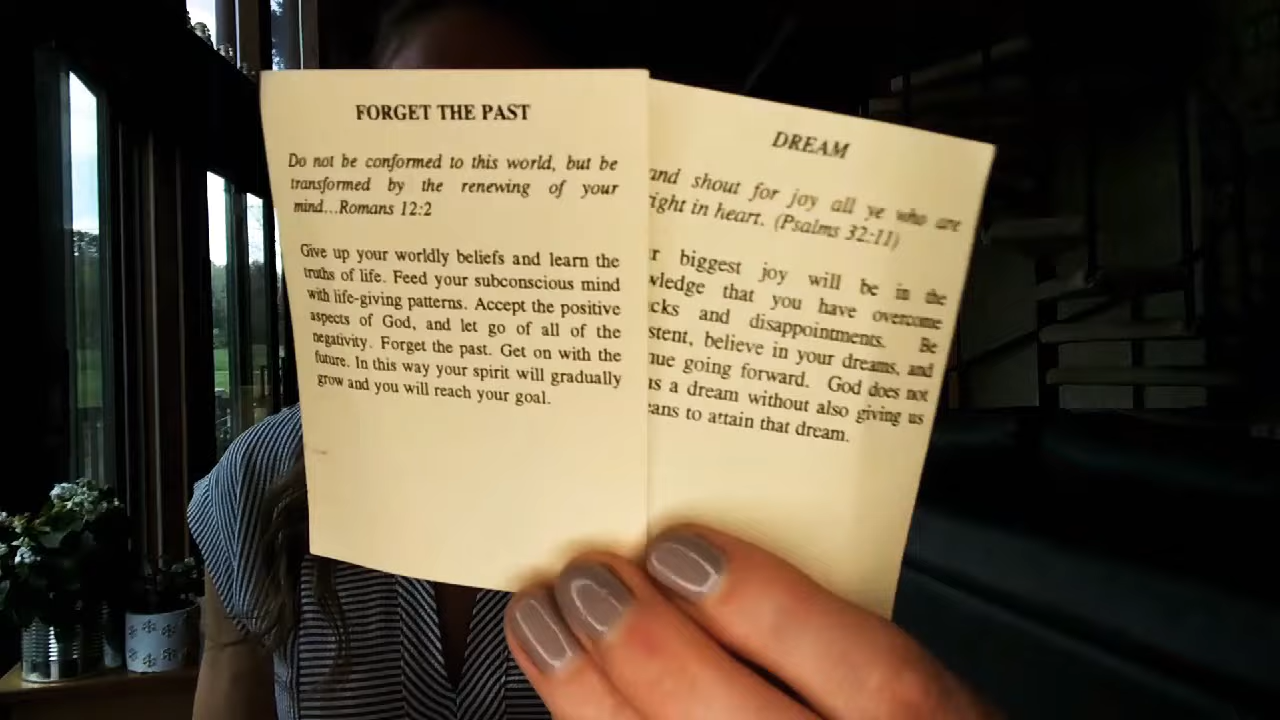 FORGET THE PAST
Do not be conformed to this world, but be
transformed by the renewing of your
mind...Romans 12:2
Give up your worldly beliefs and learn the
truths of life. Feed your subconscious mind
with life-giving patterns. Accept the positive
aspects of God, and let go of all of the
negativity. Forget the past. Get on with the
future. In this way your spirit will gradually
grow and you will reach your goal.
DREAM
and shout for joy all ye who are
right in heart. (Psalms 32:11)
r biggest joy will be in the
wledge that you have overcome
cks and disappointments. Be
stent, believe in your dreams, and
nue going forward. God does not
us a dream without also giving us
eans to attain that dream.